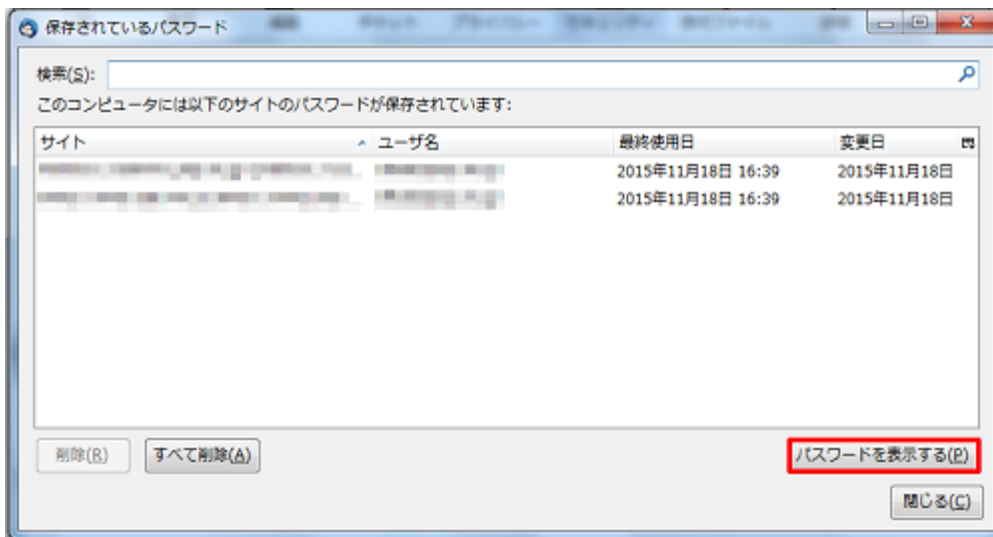 保存されているパスワード
検索(S):
このコンピュータには以下のサイトのパスワードが保存されています:
サイト ユーザ名 最終使用日 変更日
2015年11月18日 16:39 2015年11月18日
2015年11月18日 16:39 2015年11月18日
削除(R) すべて削除(A) パスワードを表示する(P)
閉じる(C)